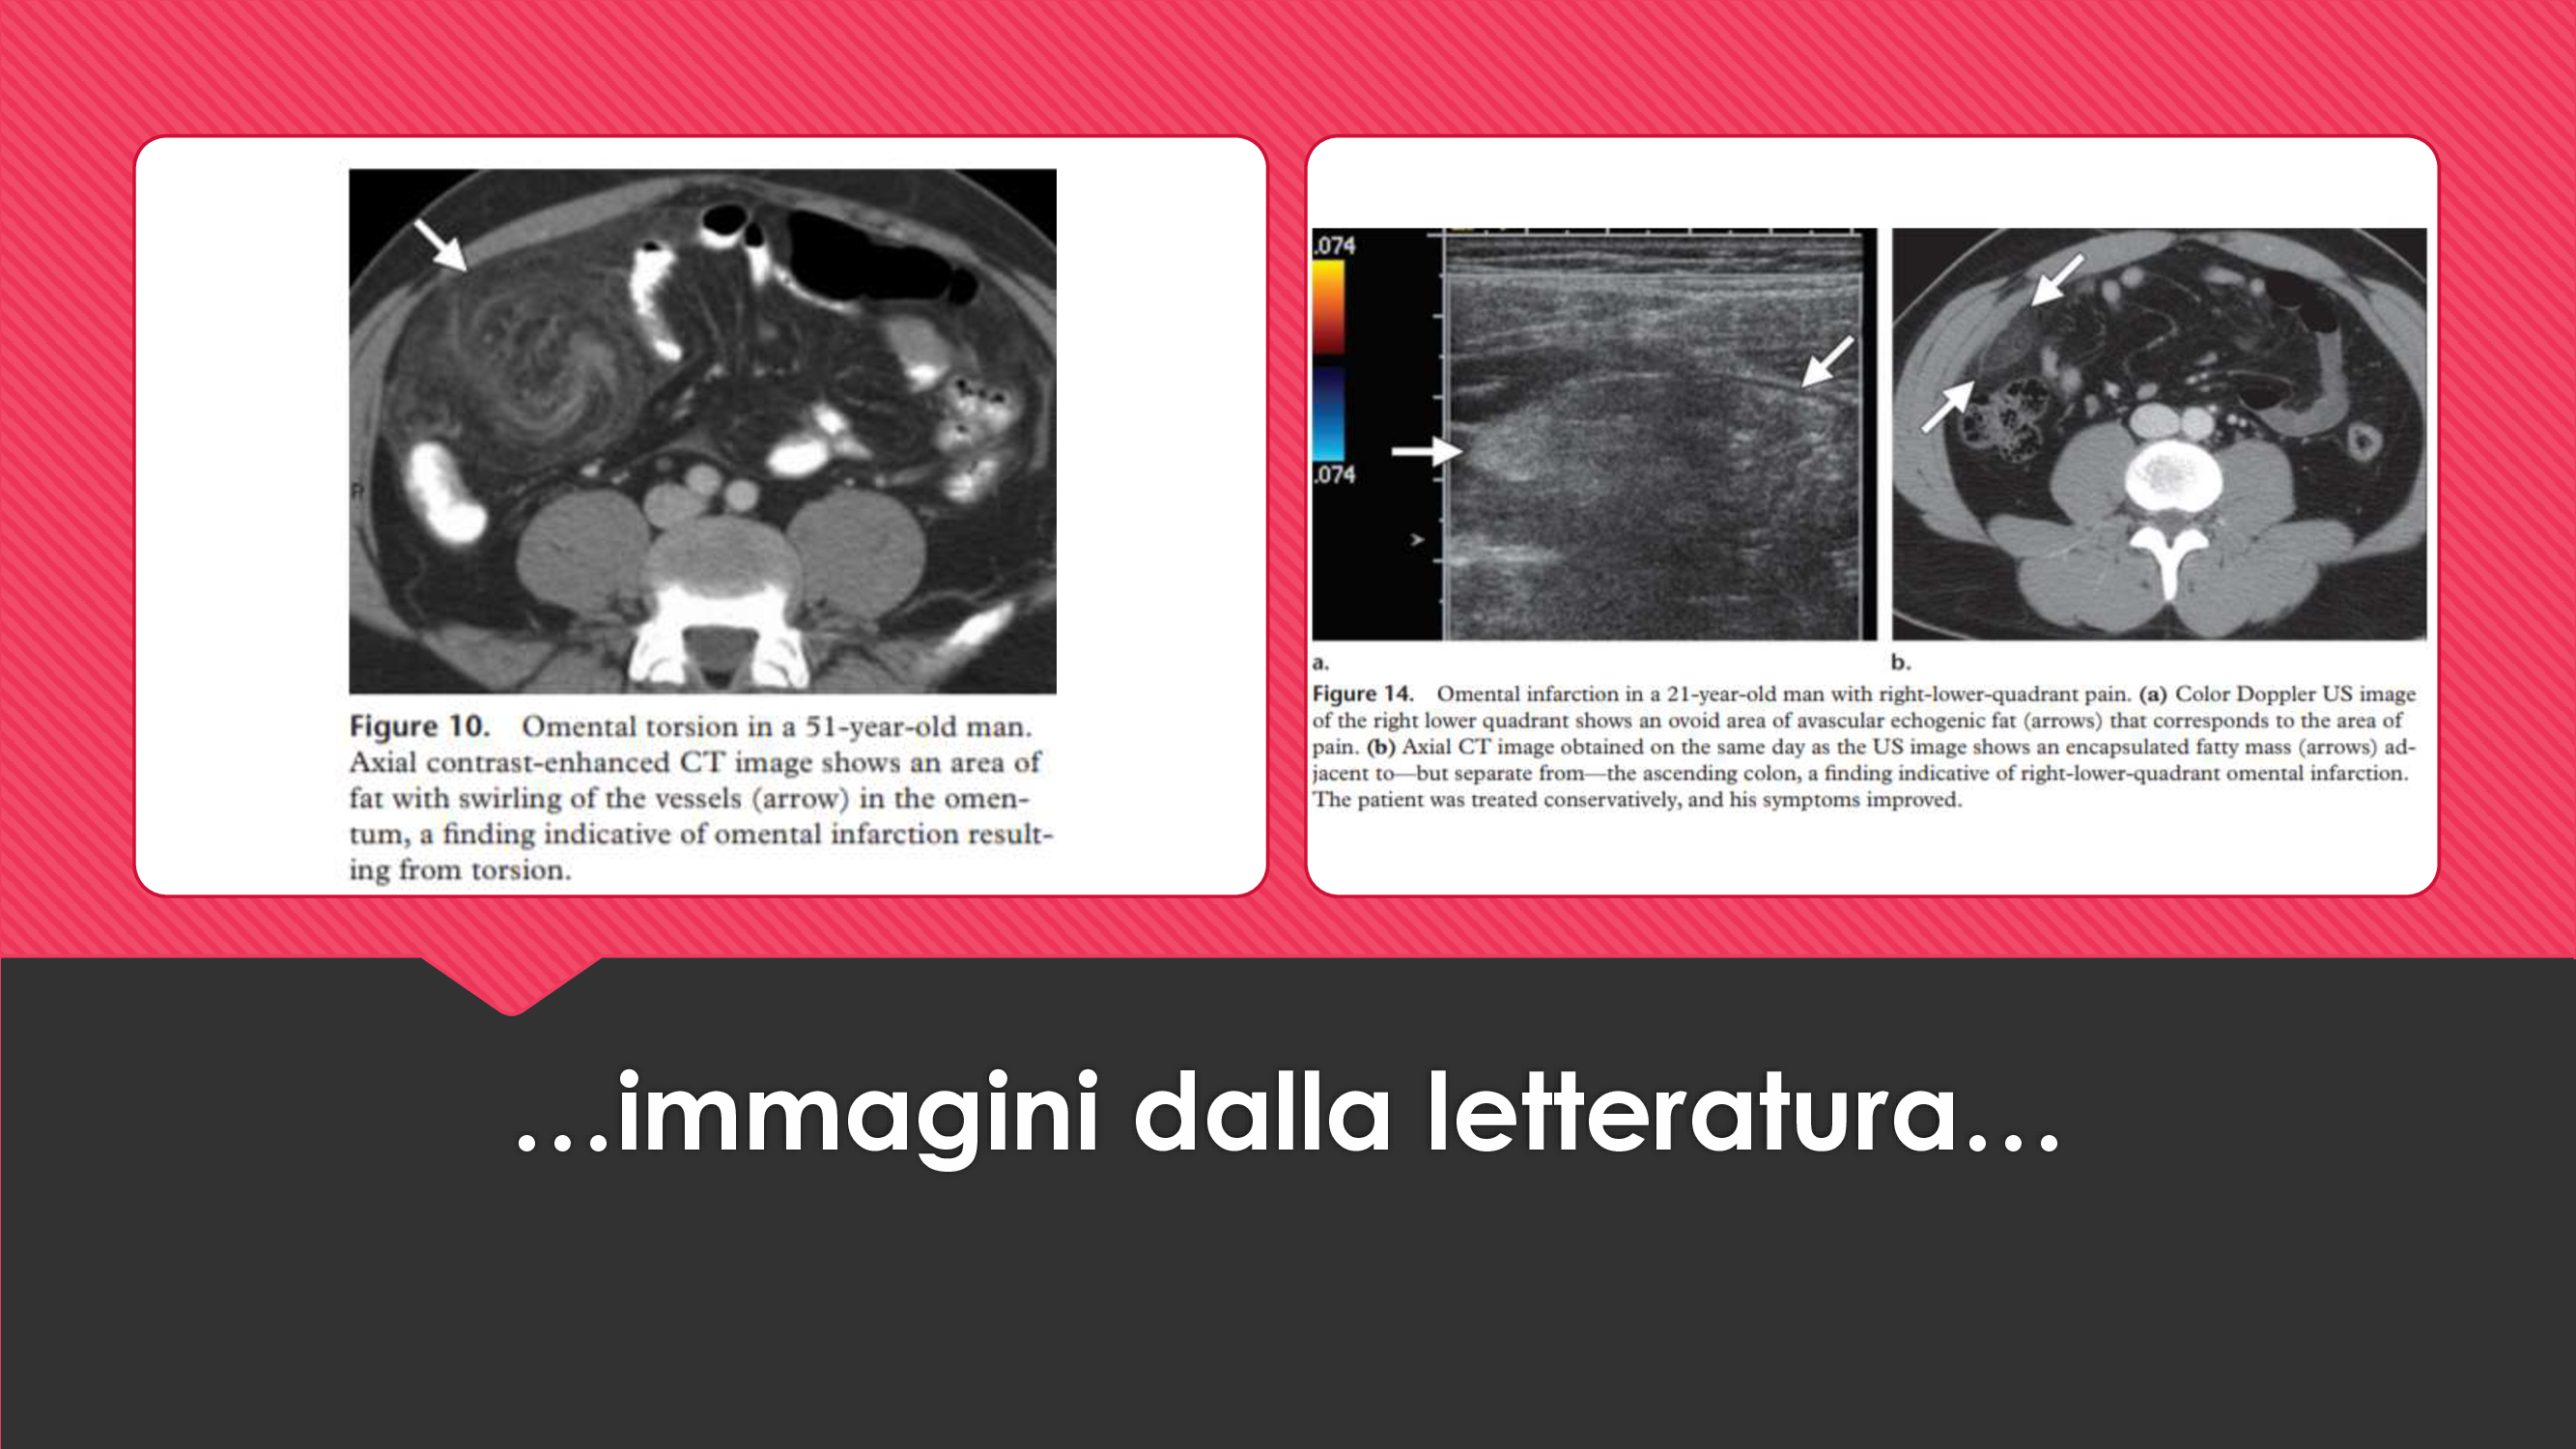 R
Figure 10. Omental torsion in a 51-year-old man.
Axial contrast-enhanced CT image shows an area of
fat with swirling of the vessels (arrow) in the omen-
tum, a finding indicative of omental infarction result-
ing from torsion.
.074
.074
a.
b.
Figure 14. Omental infarction in a 21-year-old man with right-lower-quadrant pain. (a) Color Doppler US image
of the right lower quadrant shows an ovoid area of avascular echogenic fat (arrows) that corresponds to the area of
pain. (b) Axial CT image obtained on the same day as the US image shows an encapsulated fatty mass (arrows) ad-
jacent to—but separate from—the ascending colon, a finding indicative of right-lower-quadrant omental infarction.
The patient was treated conservatively, and his symptoms improved.
…immagini dalla letteratura…